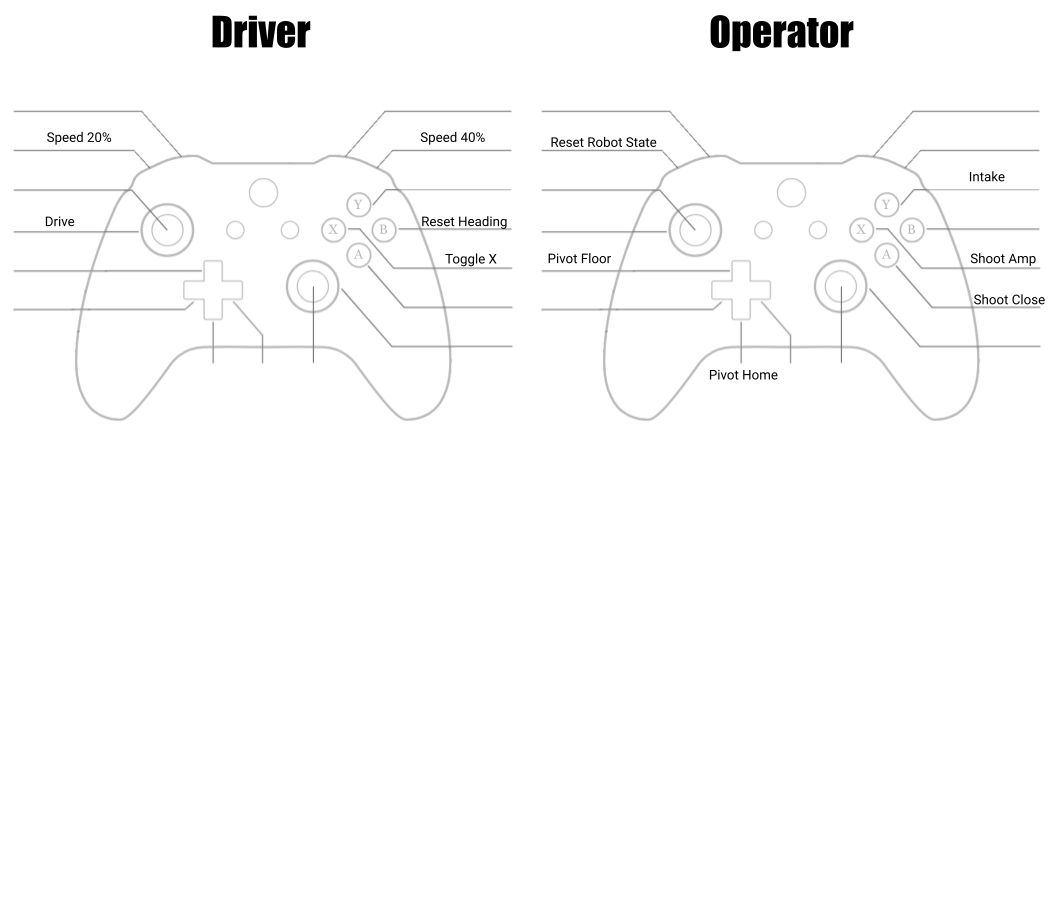 Driver
Operator
Speed 20%
Speed 40%
Reset Robot State
Intake
Y
Y
Drive
X
B
Reset Heading
X
B
A
Toggle X
Pivot Floor
A
Shoot Amp
Shoot Close
Pivot Home